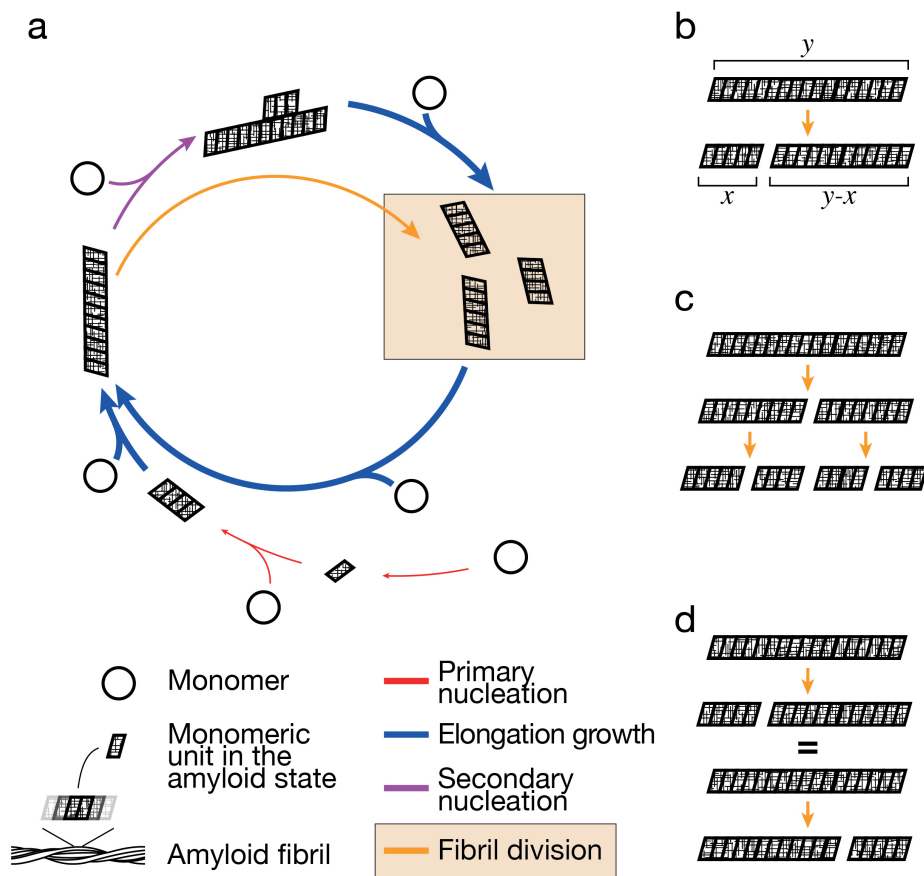 a
b
y
x
y-x
c
d
Monomer
Monomeric
unit in the
amyloid state
Amyloid fibril
Primary
nucleation
Elongation growth
Secondary
nucleation
Fibril division
=